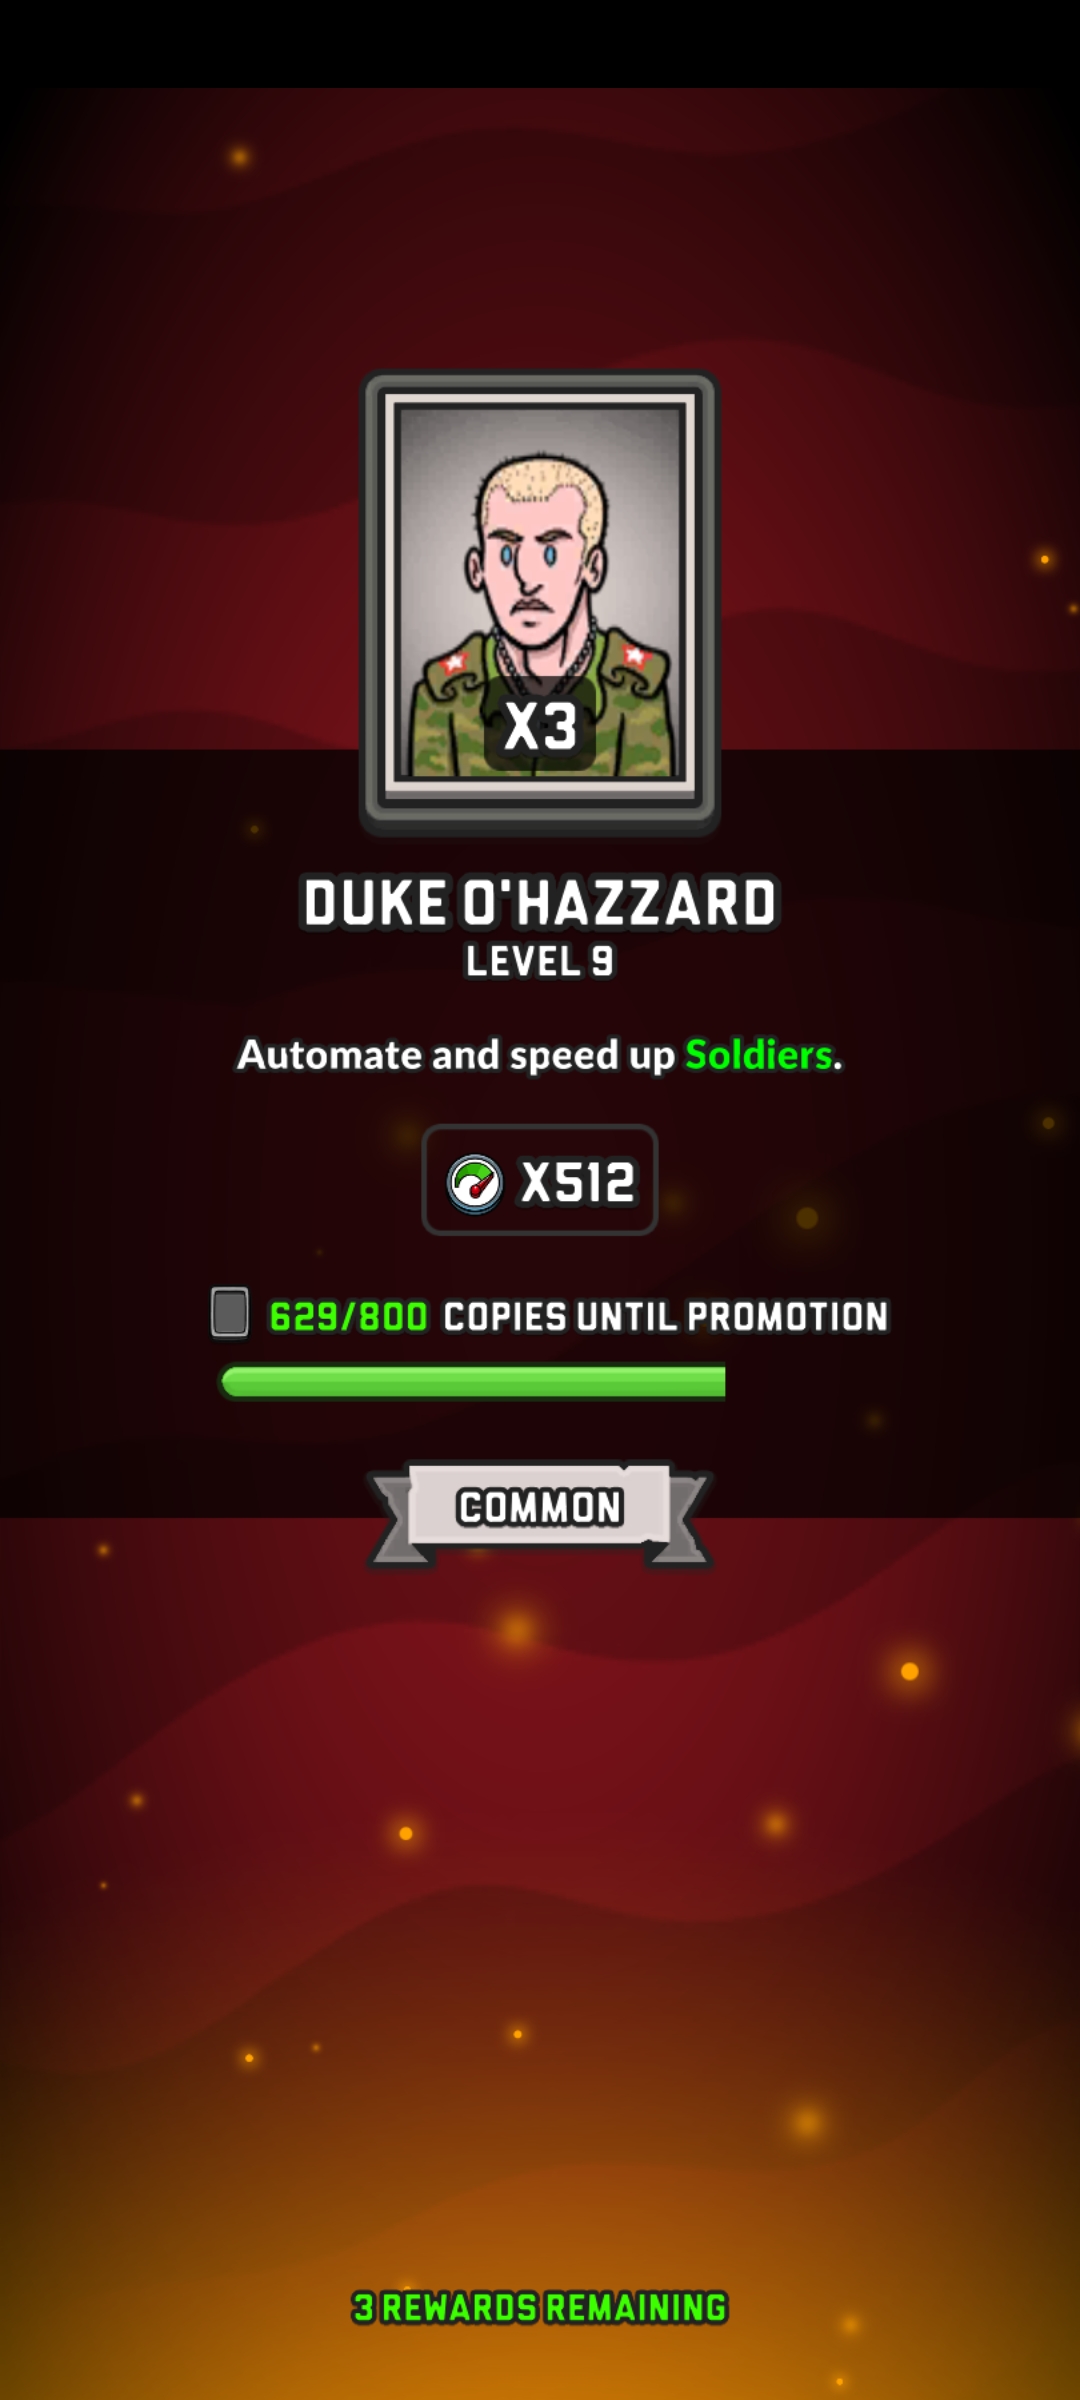 X3
DUKE O'HAZZARD
LEVEL 9
Automate and speed up Soldiers.
X512
629/800 COPIES UNTIL PROMOTION
COMMON
3 REWARDS REMAINING